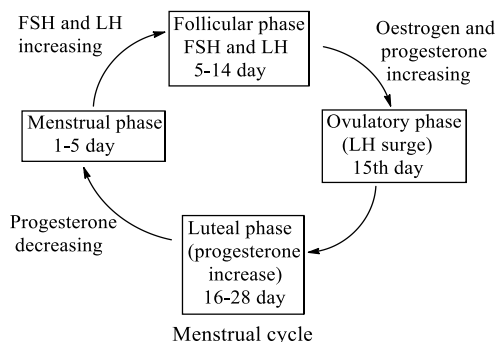 FSH and LH
increasing
Follicular phase
FSH and LH
5-14 day
Oestrogen and
progesterone
increasing
Menstrual phase
1-5 day
Ovulatory phase
(LH surge)
15th day
Progesterone
decreasing
Luteal phase
(progesterone
increase)
16-28 day
Menstrual cycle